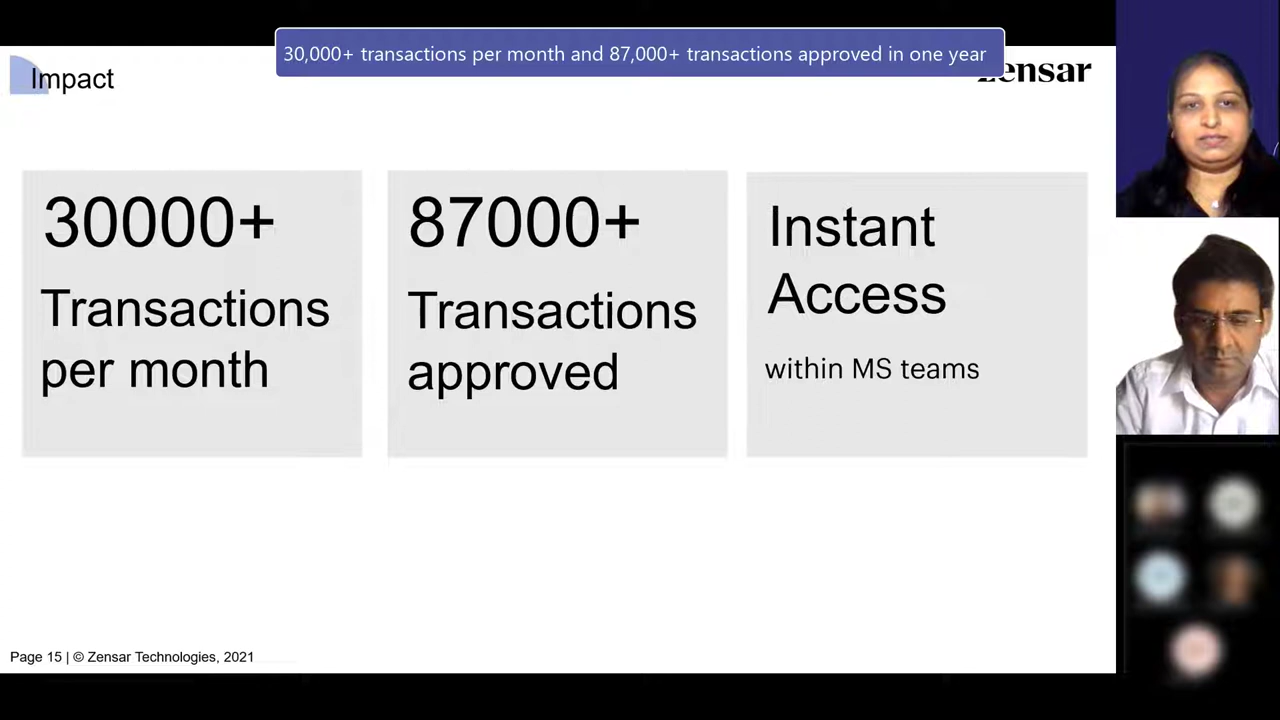 30,000+ transactions per month and 87,000+ transactions approved in one year
Impact
zensar
30000+
Transactions
per month
87000+
Transactions
approved
Instant
Access
within MS teams
Page 15 | © Zensar Technologies, 2021